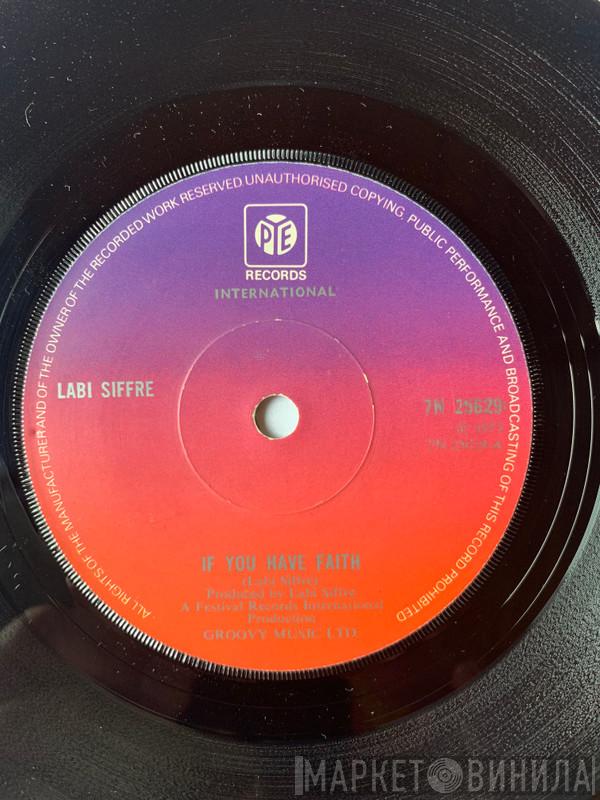 ALL RIGHTS OF THE MANUFACTURER AND OF THE OWNER OF THE RECORDED WORK RESERVED UNAUTHORISED COPYING, PUBLIC PERFORMANCE AND BROADCASTING OF THIS RECORD PROHIBITED
PYE
RECORDS
INTERNATIONAL
LABI SIFFRE
7N 25629
IF YOU HAVE FAITH
(Labi Siffre)
Produced by Labi Siffre
A Festival Records International
Production
GROOVY MUSIC LTD.
МАРКЕТ ВИНИЛА